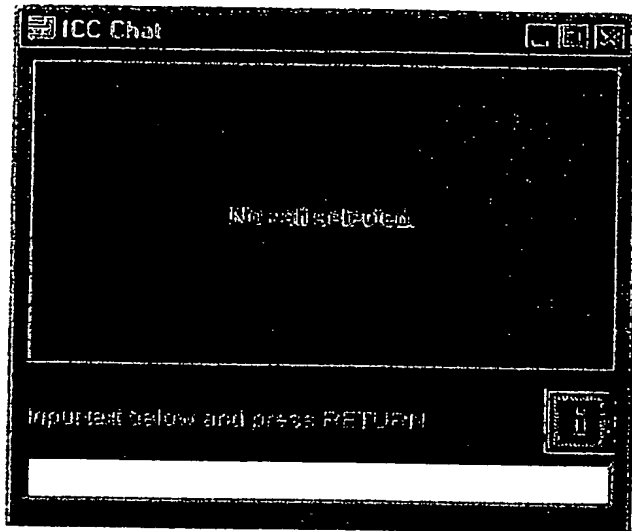 ICC Chat
No call selected.
Input text below and press RETURN